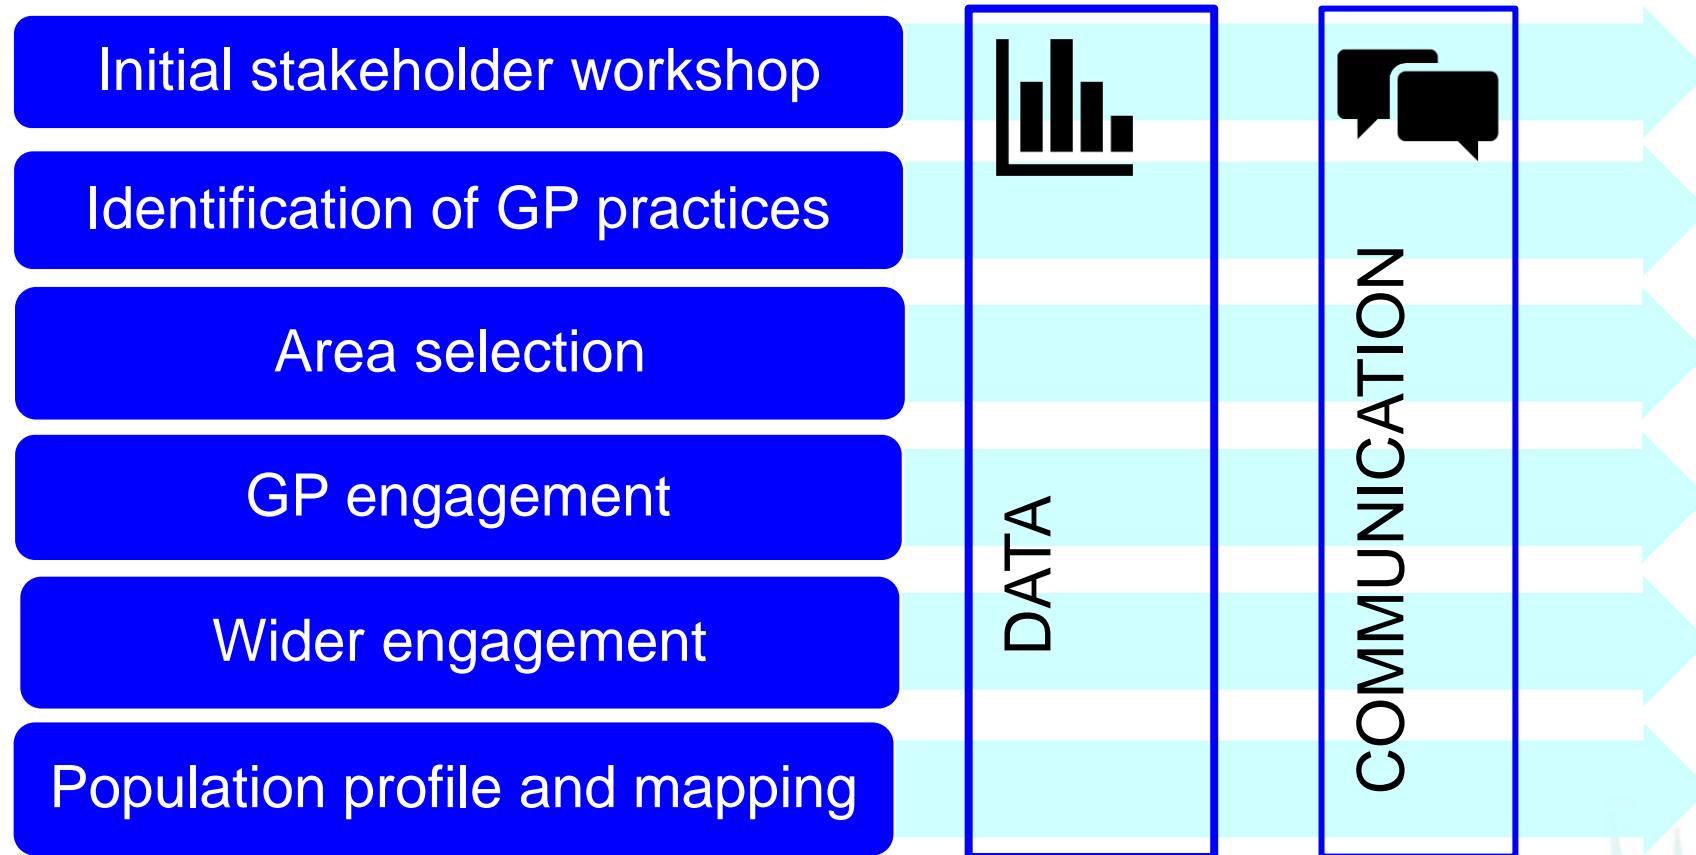 Initial stakeholder workshop
Identification of GP practices
Area selection
GP engagement
Wider engagement
Population profile and mapping
DATA
COMMUNICATION